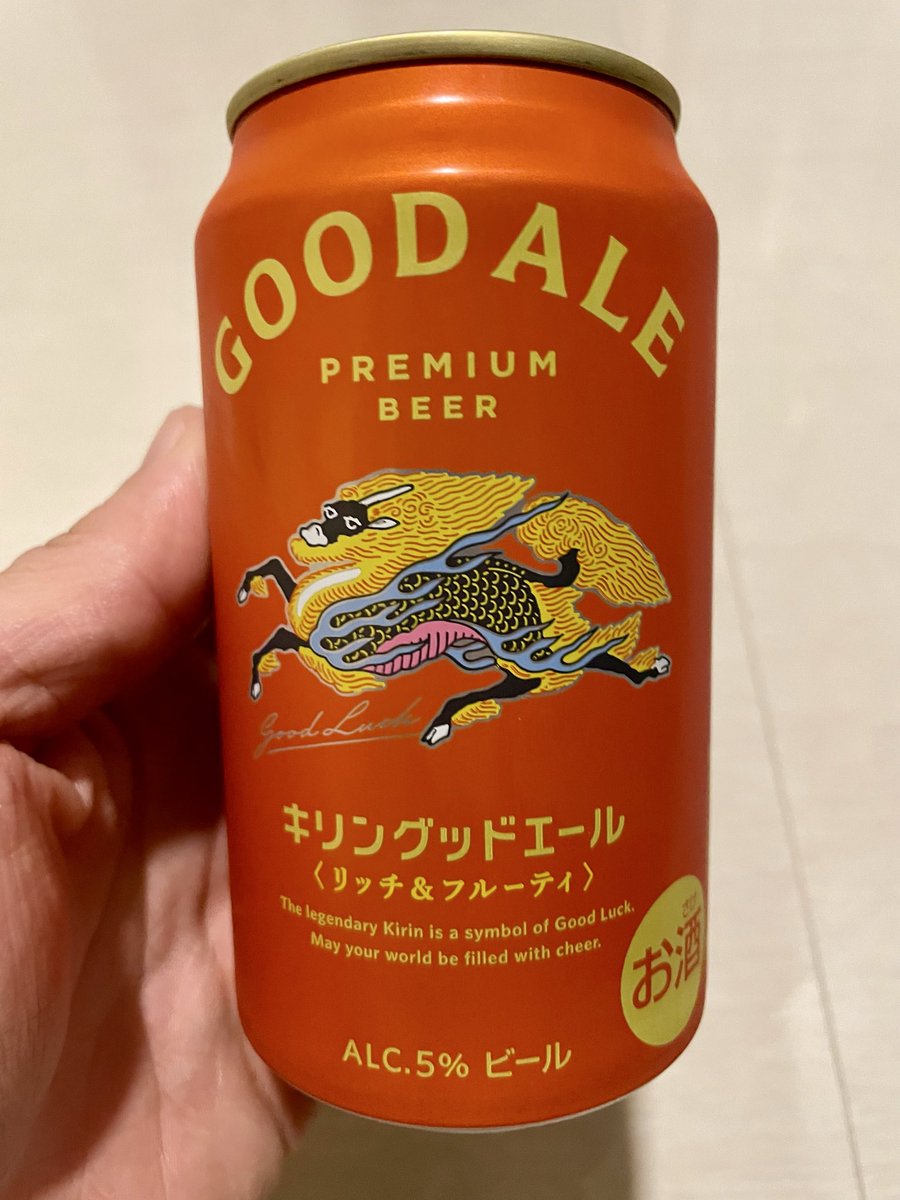 GOOD ALE
PREMIUM
BEER
Good Luck
キリングッドエール
〈リッチ&フルーティ〉
The legendary Kirin is a symbol of Good Luck.
May your world be filled with cheer.
さけ
お酒
ALC.5% ビール